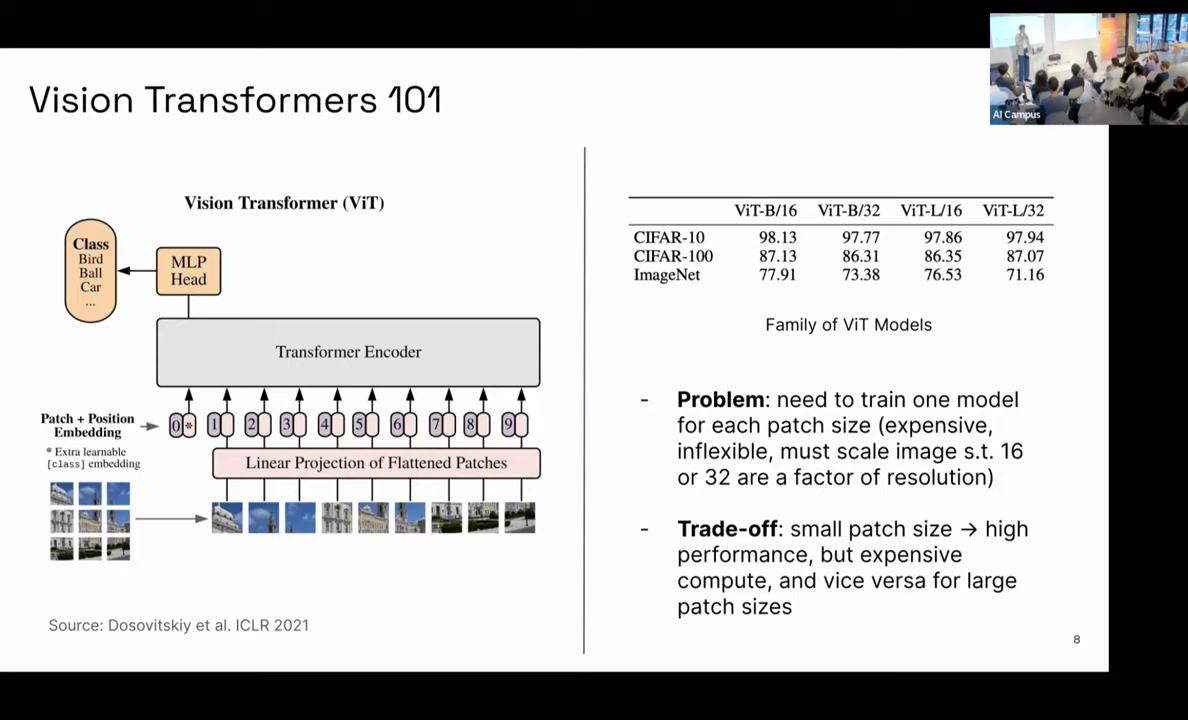 Vision Transformers 101
AI Campus
Vision Transformer (ViT)
Class
Bird
Ball
Car
...
MLP
Head
Transformer Encoder
Patch + Position
Embedding
* Extra learnable
[class] embedding
0 * 1 2 3 4 5 6 7 8 9
Linear Projection of Flattened Patches
Source: Dosovitskiy et al. ICLR 2021
ViT-B/16 ViT-B/32 ViT-L/16 ViT-L/32
CIFAR-10 98.13 97.77 97.86 97.94
CIFAR-100 87.13 86.31 86.35 87.07
ImageNet 77.91 73.38 76.53 71.16
Family of ViT Models
- Problem: need to train one model
for each patch size (expensive,
inflexible, must scale image s.t. 16
or 32 are a factor of resolution)
- Trade-off: small patch size → high
performance, but expensive
compute, and vice versa for large
patch sizes
8